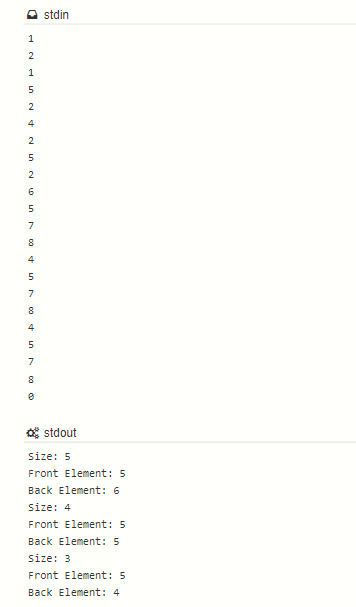 stdin
1
2
1
5
2
4
2
5
2
6
5
7
8
4
5
7
8
4
5
7
8
0
stdout
Size: 5
Front Element: 5
Back Element: 6
Size: 4
Front Element: 5
Back Element: 5
Size: 3
Front Element: 5
Back Element: 4